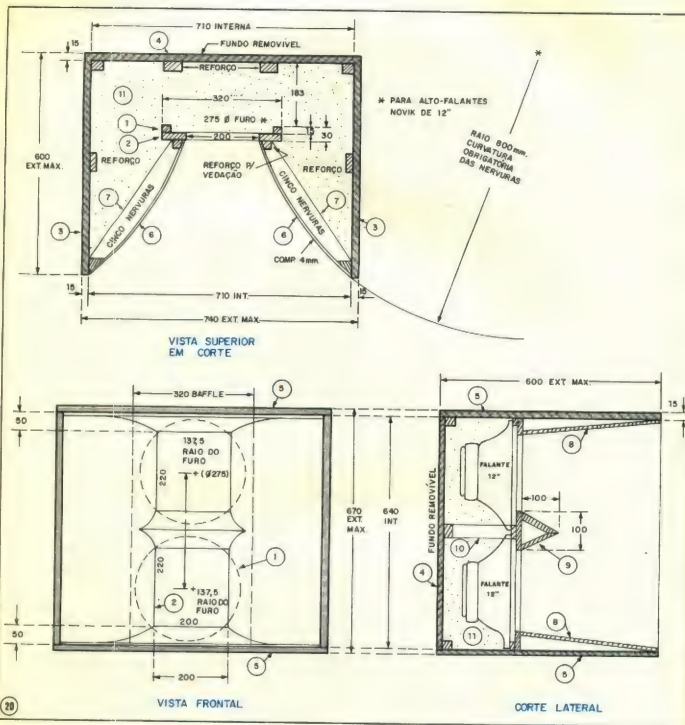 710 INTERNA
4
FUNDO REMOVIVEL
15
REFORÇO
11
183
320
1
275 Ø FURO *
2
200
15
30
600
EXT. MAX.
REFORÇO
REFORÇO P/
VEDAÇÃO
REFORÇO
7
CINCO NERVURAS
6
CINCO NERVURAS
7
6
3
3
COMP. 4mm.
15
710 INT.
15
740 EXT. MAX.
VISTA SUPERIOR
EM CORTE
*
* PARA ALTO-FALANTES
NOVIK DE 12"
RAIO 800mm.
CURVATURA
OBRIGATÓRIA
DAS NERVURAS
320 BAFFLE
5
50
137,5
RAIO DO
FURO
+ (Ø275)
220
220
1
137,5
RAIO DO
FURO
2
200
50
5
200
670
EXT.
MAX.
640
INT
VISTA FRONTAL
600 EXT MAX.
5
15
8
FALANTE
12"
100
100
FUNDO REMOVÍVEL
10
9
4
FALANTE
12"
8
11
5
CORTE LATERAL
20